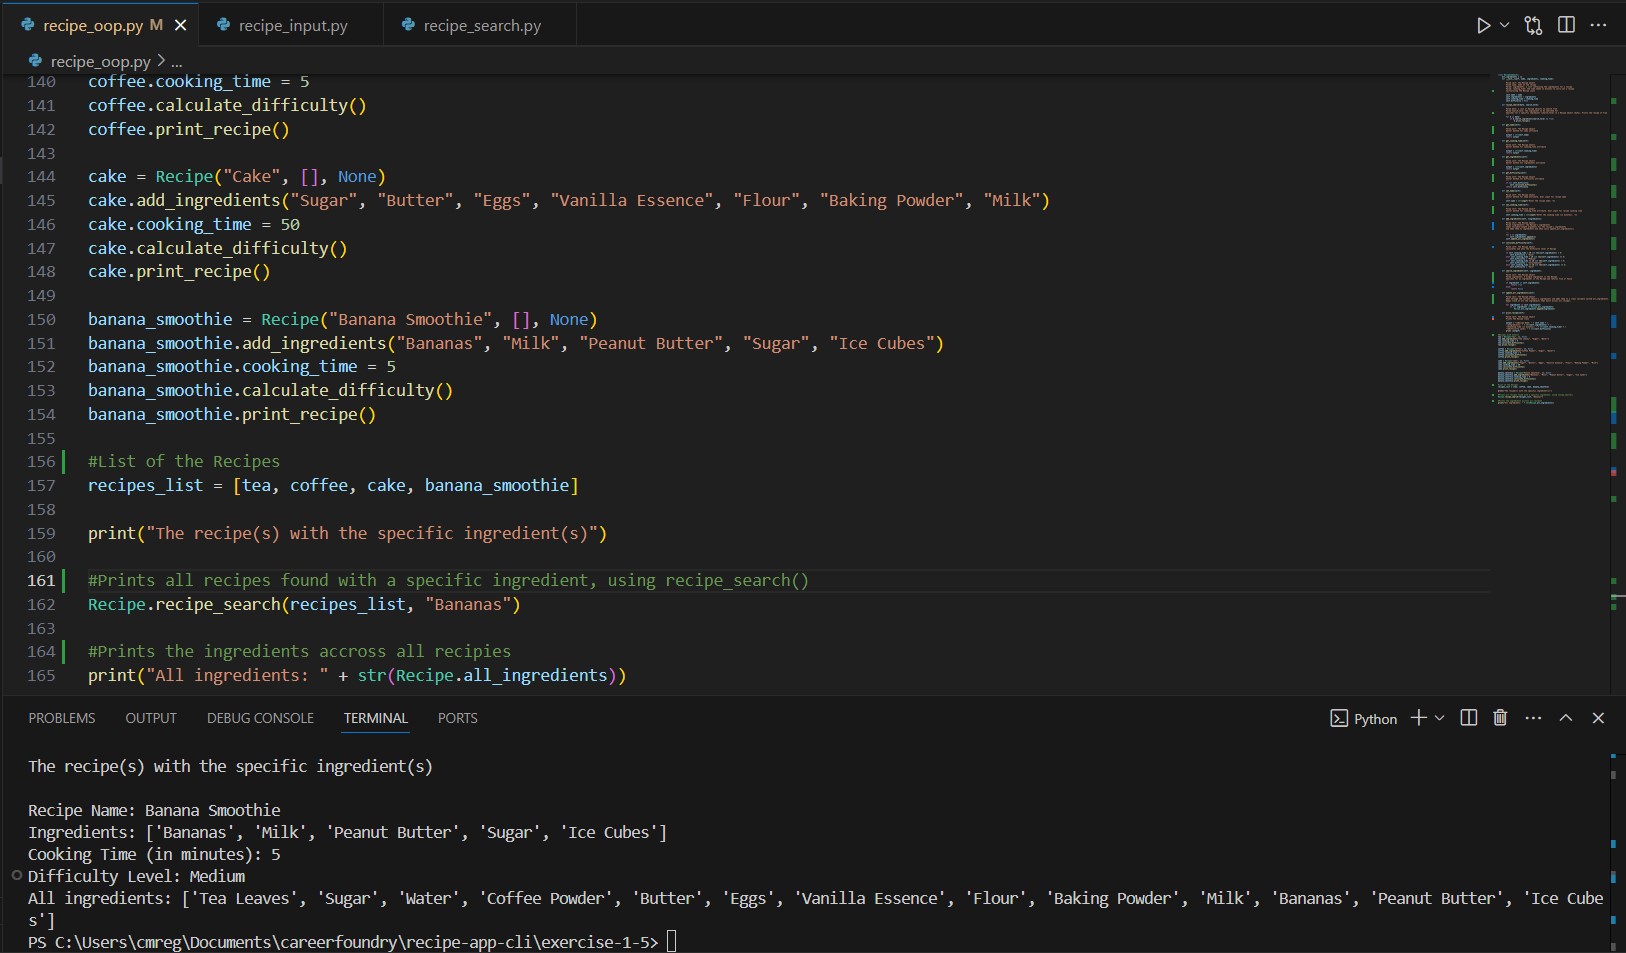 recipe_oop.py M
recipe_input.py
recipe_search.py
recipe_oop.py > ...
140 coffee.cooking_time = 5
141 coffee.calculate_difficulty()
142 coffee.print_recipe()
143
144 cake = Recipe("Cake", [], None)
145 cake.add_ingredients("Sugar", "Butter", "Eggs", "Vanilla Essence", "Flour", "Baking Powder", "Milk")
146 cake.cooking_time = 50
147 cake.calculate_difficulty()
148 cake.print_recipe()
149
150 banana_smoothie = Recipe("Banana Smoothie", [], None)
151 banana_smoothie.add_ingredients("Bananas", "Milk", "Peanut Butter", "Sugar", "Ice Cubes")
152 banana_smoothie.cooking_time = 5
153 banana_smoothie.calculate_difficulty()
154 banana_smoothie.print_recipe()
155
156 #List of the Recipes
157 recipes_list = [tea, coffee, cake, banana_smoothie]
158
159 print("The recipe(s) with the specific ingredient(s)")
160
161 #Prints all recipes found with a specific ingredient, using recipe_search()
162 Recipe.recipe_search(recipes_list, "Bananas")
163
164 #Prints the ingredients accross all recipies
165 print("All ingredients: " + str(Recipe.all_ingredients))
PROBLEMS OUTPUT DEBUG CONSOLE TERMINAL PORTS
Python
The recipe(s) with the specific ingredient(s)
Recipe Name: Banana Smoothie
Ingredients: ['Bananas', 'Milk', 'Peanut Butter', 'Sugar', 'Ice Cubes']
Cooking Time (in minutes): 5
Difficulty Level: Medium
All ingredients: ['Tea Leaves', 'Sugar', 'Water', 'Coffee Powder', 'Butter', 'Eggs', 'Vanilla Essence', 'Flour', 'Baking Powder', 'Milk', 'Bananas', 'Peanut Butter', 'Ice Cube
s']
PS C:\Users\cmreg\Documents\careerfoundry\recipe-app-cli\exercise-1-5>